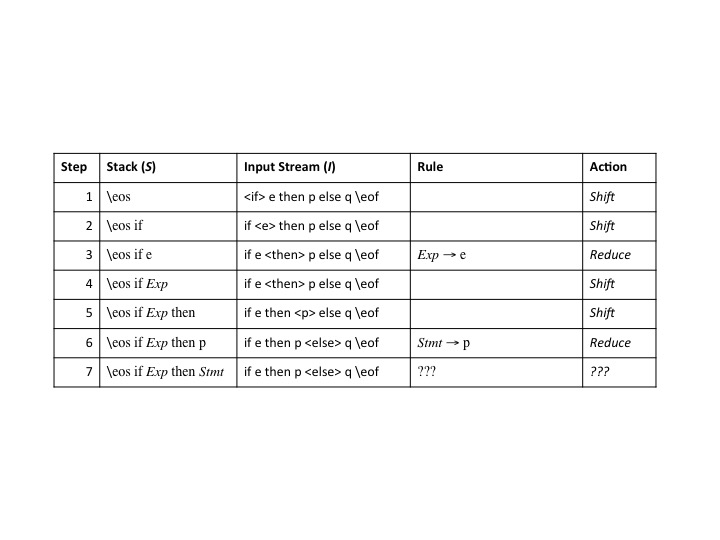 Step Stack (S) Input Stream (I) Rule Action
1 \eos <if> e then p else q \eof Shift
2 \eos if if <e> then p else q \eof Shift
3 \eos if e if e <then> p else q \eof Exp → e Reduce
4 \eos if Exp if e <then> p else q \eof Shift
5 \eos if Exp then if e then <p> else q \eof Shift
6 \eos if Exp then p if e then p <else> q \eof Stmt → p Reduce
7 \eos if Exp then Stmt if e then p <else> q \eof ??? ???